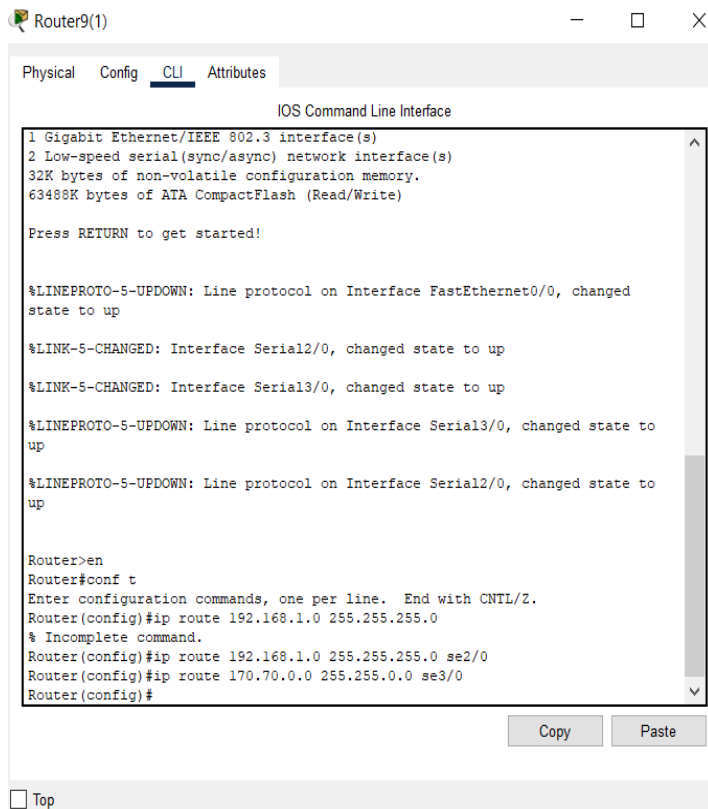 Router9(1)
Physical Config CLI Attributes
IOS Command Line Interface
1 Gigabit Ethernet/IEEE 802.3 interface(s)
2 Low-speed serial(sync/async) network interface(s)
32K bytes of non-volatile configuration memory.
63488K bytes of ATA CompactFlash (Read/Write)
Press RETURN to get started!
%LINEPROTO-5-UPDOWN: Line protocol on Interface FastEthernet0/0, changed
state to up
%LINK-5-CHANGED: Interface Serial2/0, changed state to up
%LINK-5-CHANGED: Interface Serial3/0, changed state to up
%LINEPROTO-5-UPDOWN: Line protocol on Interface Serial3/0, changed state to
up
%LINEPROTO-5-UPDOWN: Line protocol on Interface Serial2/0, changed state to
up
Router>en
Router#conf t
Enter configuration commands, one per line.  End with CNTL/Z.
Router(config)#ip route 192.168.1.0 255.255.255.0
% Incomplete command.
Router(config)#ip route 192.168.1.0 255.255.255.0 se2/0
Router(config)#ip route 170.70.0.0 255.255.0.0 se3/0
Router(config)#
Copy Paste
Top